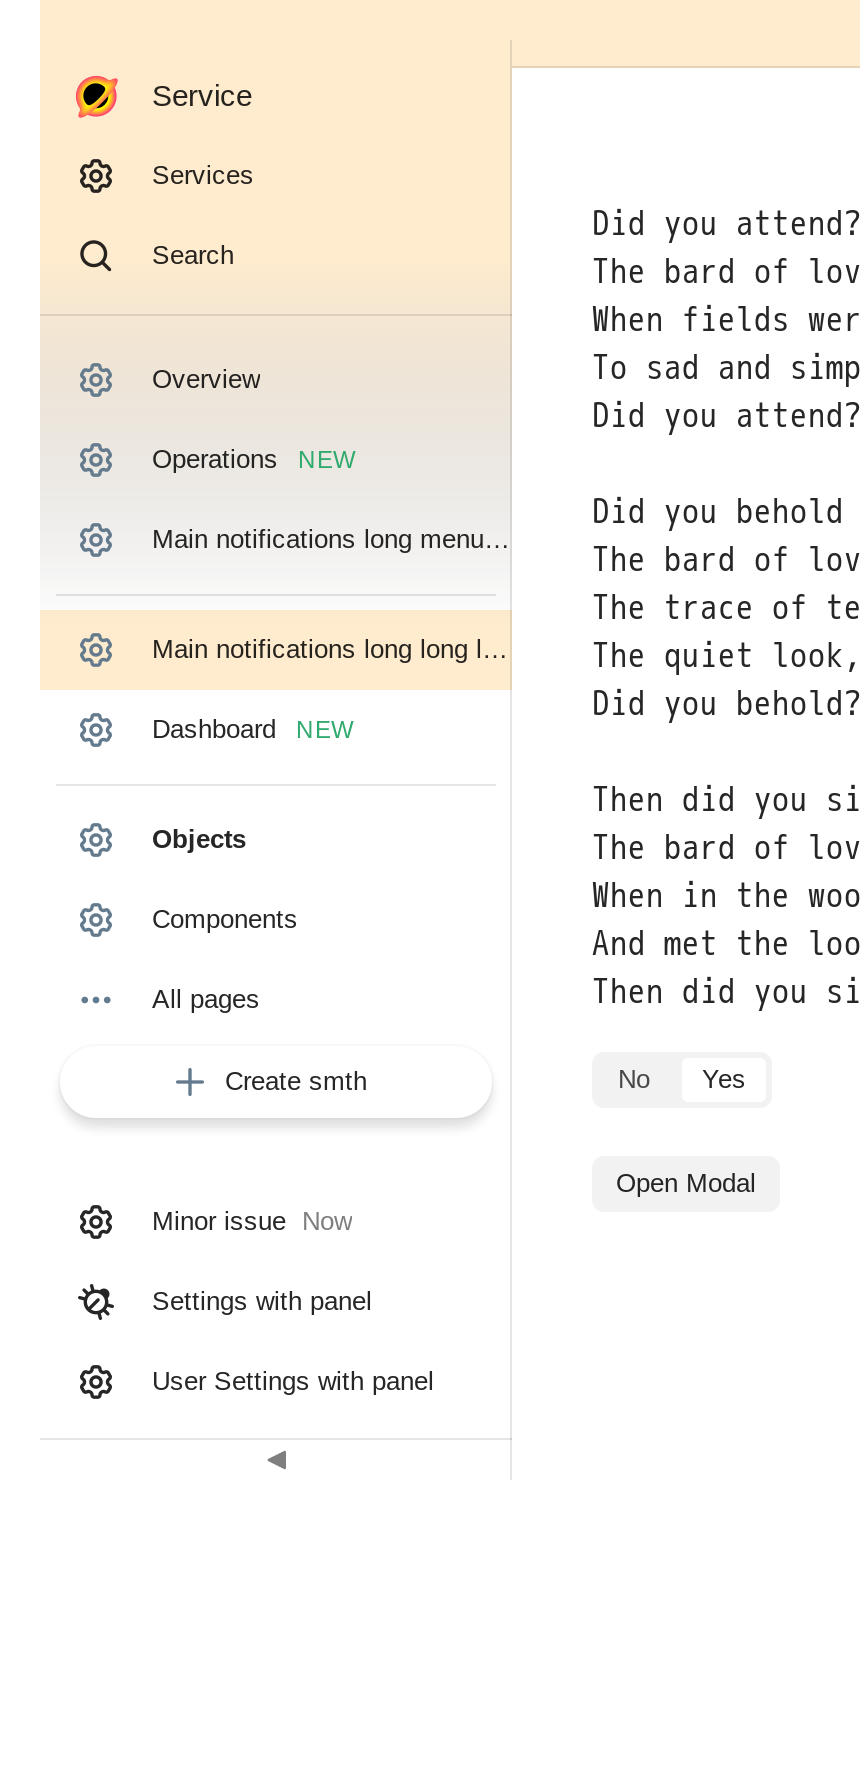 Service
Services
Search
Overview
Operations NEW
Main notifications long menu…
Main notifications long long l…
Dashboard NEW
Objects
Components
All pages
Create smth
Minor issue Now
Settings with panel
User Settings with panel
Did you attend?
The bard of lov
When fields wer
To sad and simp
Did you attend?
Did you behold
The bard of lov
The trace of te
The quiet look,
Did you behold?
Then did you si
The bard of lov
When in the woo
And met the loo
Then did you si
No Yes
Open Modal